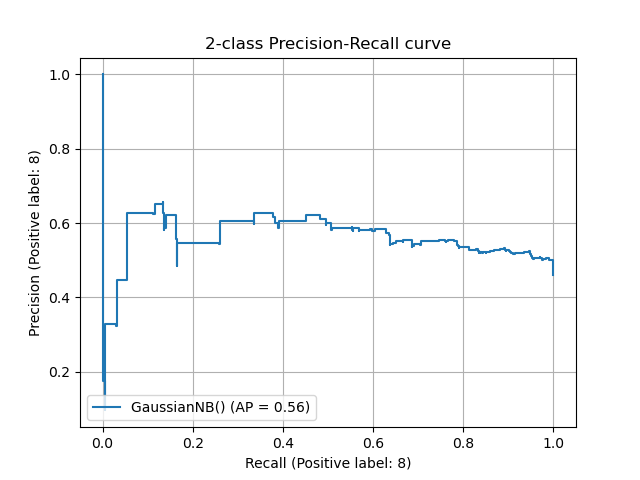 2-class Precision-Recall curve
1.0
0.8
0.6
0.4
0.2
Precision (Positive label: 8)
GaussianNB() (AP = 0.56)
0.0 0.2 0.4 0.6 0.8 1.0
Recall (Positive label: 8)